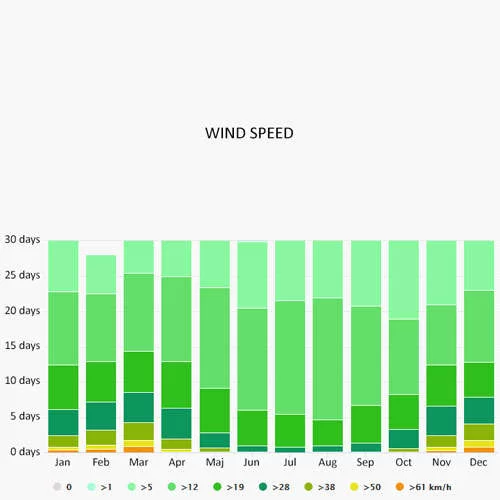 WIND SPEED
30 days
25 days
20 days
15 days
10 days
5 days
0 days
Jan Feb Mar Apr Maj Jun Jul Aug Sep Oct Nov Dec
0 >1 >5 >12 >19 >28 >38 >50 >61 km/h